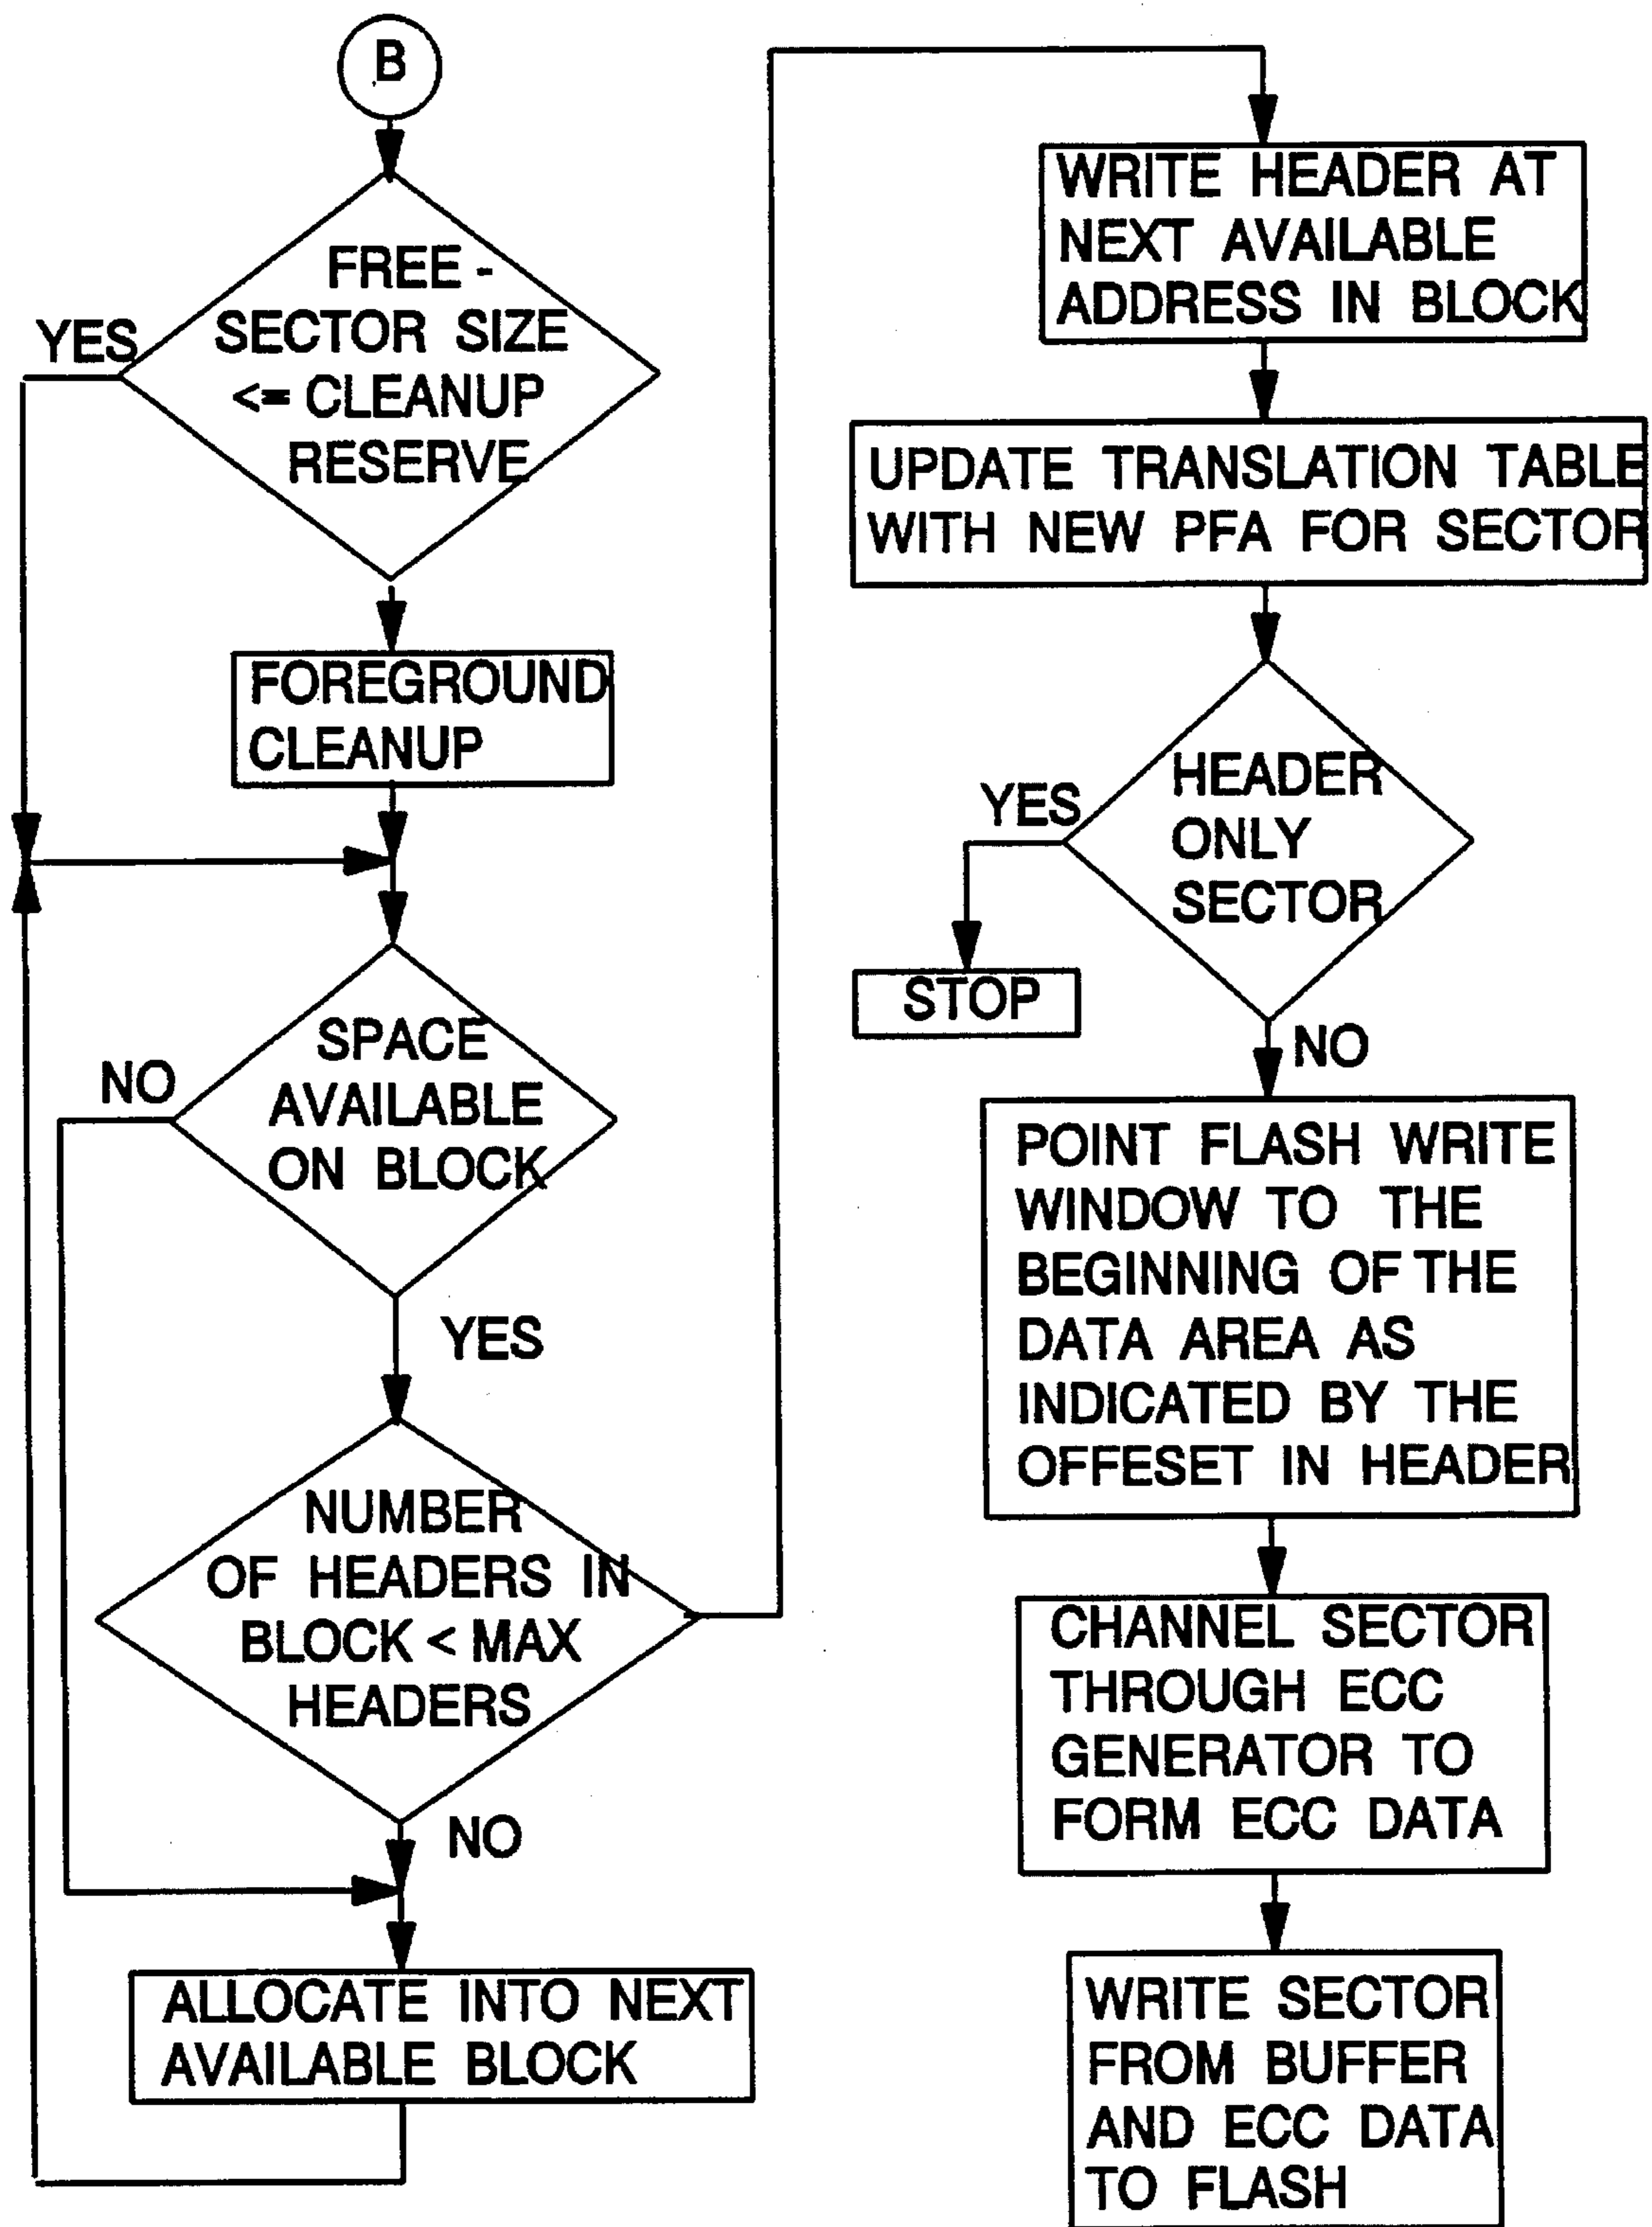 B
FREE -
SECTOR SIZE
<= CLEANUP
RESERVE
YES
FOREGROUND
CLEANUP
SPACE
AVAILABLE
ON BLOCK
NO
YES
NUMBER
OF HEADERS IN
BLOCK < MAX
HEADERS
NO
ALLOCATE INTO NEXT
AVAILABLE BLOCK
WRITE HEADER AT
NEXT AVAILABLE
ADDRESS IN BLOCK
UPDATE TRANSLATION TABLE
WITH NEW PFA FOR SECTOR
HEADER
ONLY
SECTOR
YES
STOP
NO
POINT FLASH WRITE
WINDOW TO THE
BEGINNING OF THE
DATA AREA AS
INDICATED BY THE
OFFESET IN HEADER
CHANNEL SECTOR
THROUGH ECC
GENERATOR TO
FORM ECC DATA
WRITE SECTOR
FROM BUFFER
AND ECC DATA
TO FLASH